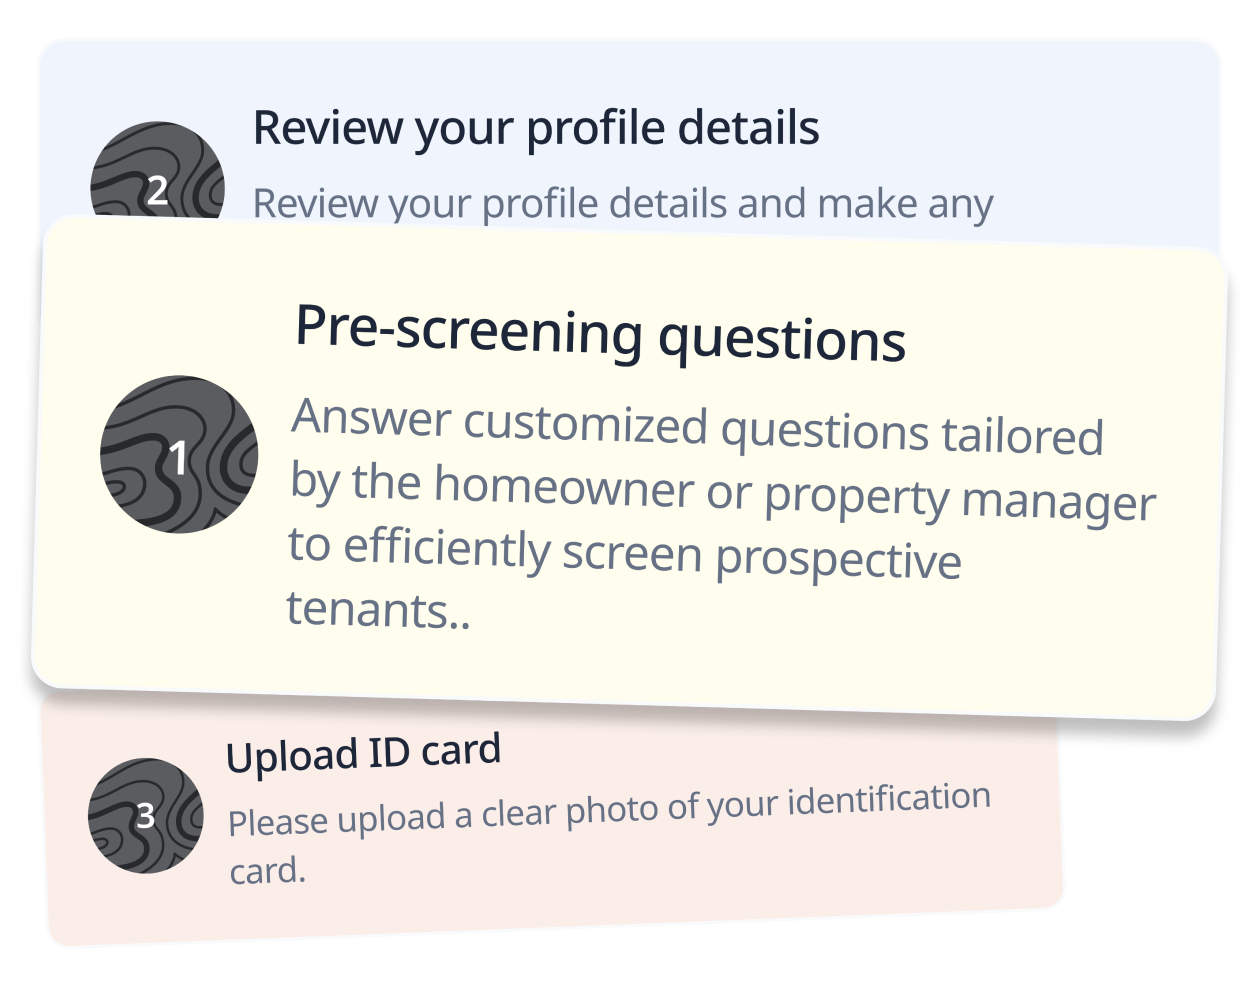 Review your profile details
2
Review your profile details and make any
Pre-screening questions
1
Answer customized questions tailored
by the homeowner or property manager
to efficiently screen prospective
tenants..
Upload ID card
3
Please upload a clear photo of your identification
card.